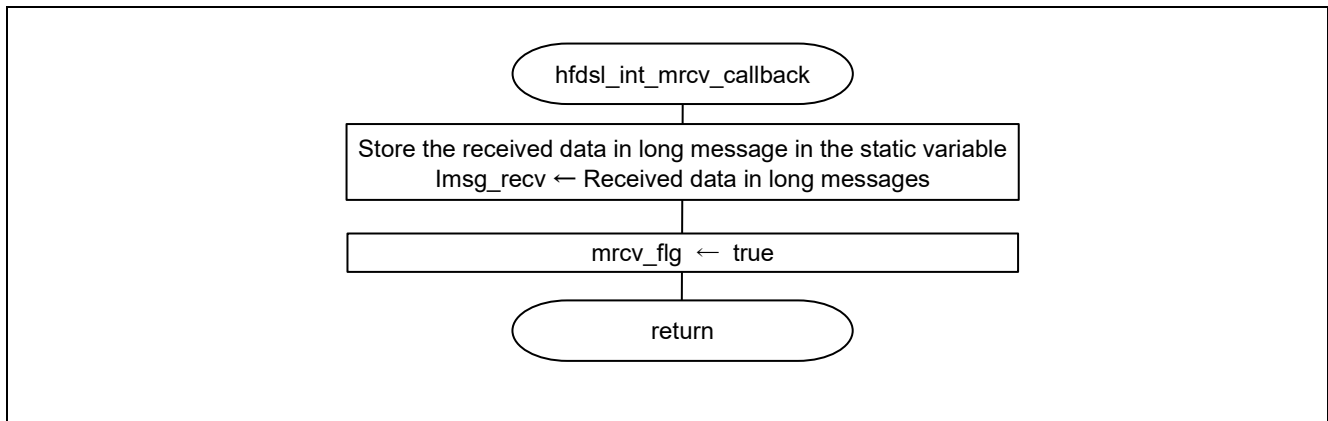 hfdsl_int_mrcv_callback
Store the received data in long message in the static variable
lmsg_recv ← Received data in long messages
mrcv_flg ← true
return